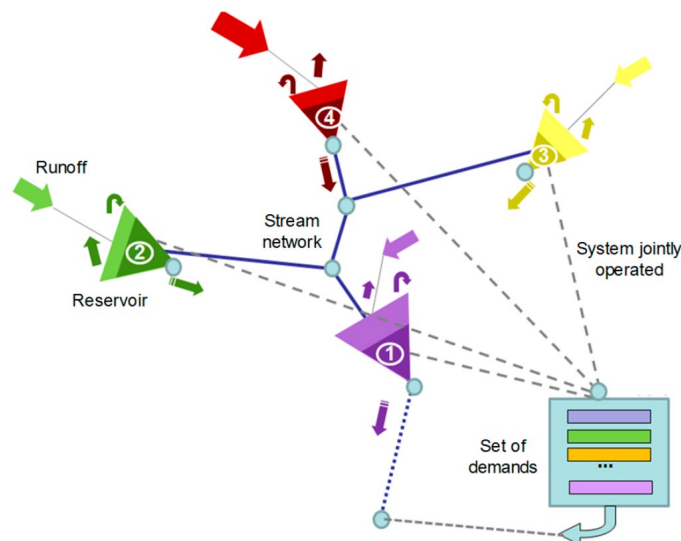 4
3
Runoff
Stream
network
2
System jointly
operated
Reservoir
1
Set of
demands
...